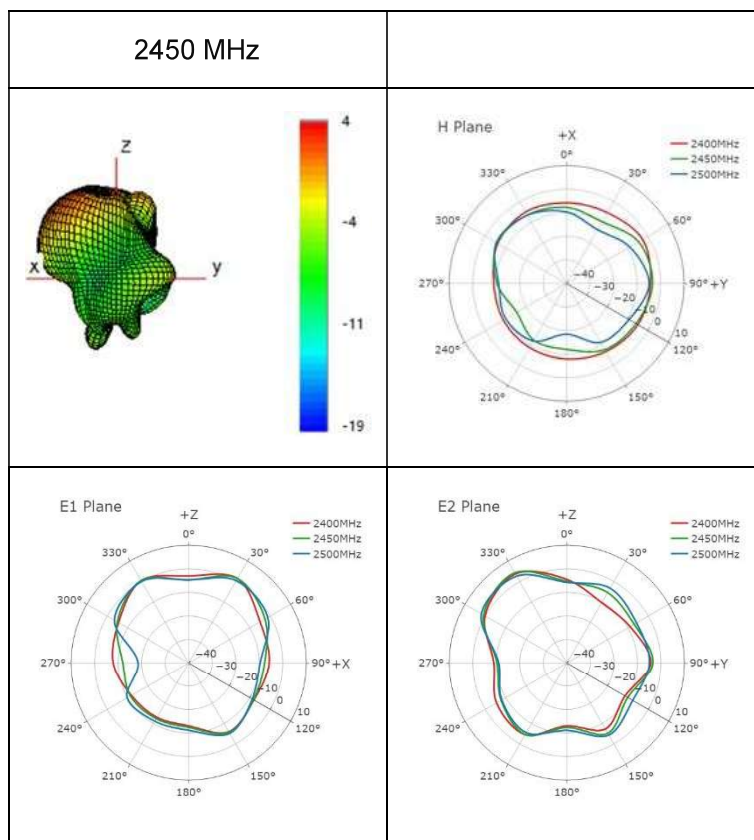 2450 MHz
z
x
y
4
-4
-11
-19
H Plane
+X
0°
30°
60°
90°+Y
120°
150°
180°
210°
240°
270°
300°
330°
−40
−30
−20
−10
0
10
2400MHz
2450MHz
2500MHz
E1 Plane
+Z
0°
30°
60°
90°+X
120°
150°
180°
210°
240°
270°
300°
330°
−40
−30
−20
−10
0
10
2400MHz
2450MHz
2500MHz
E2 Plane
+Z
0°
30°
60°
90°+Y
120°
150°
180°
210°
240°
270°
300°
330°
−40
−30
−20
−10
0
10
2400MHz
2450MHz
2500MHz